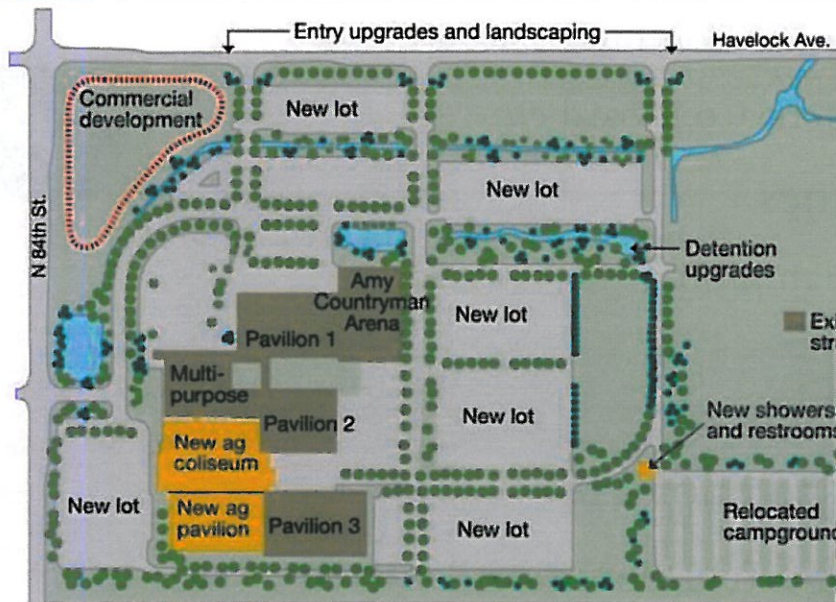 Entry upgrades and landscaping
Havelock Ave.
Commercial
development
New lot
New lot
N 84th St.
Detention
upgrades
Amy
Countryman
Arena
Pavilion 1
New lot
Multi-
purpose
Pavilion 2
New lot
New showers
and restrooms
New ag
coliseum
New lot
New ag
pavilion
Pavilion 3
New lot
Relocated
campground